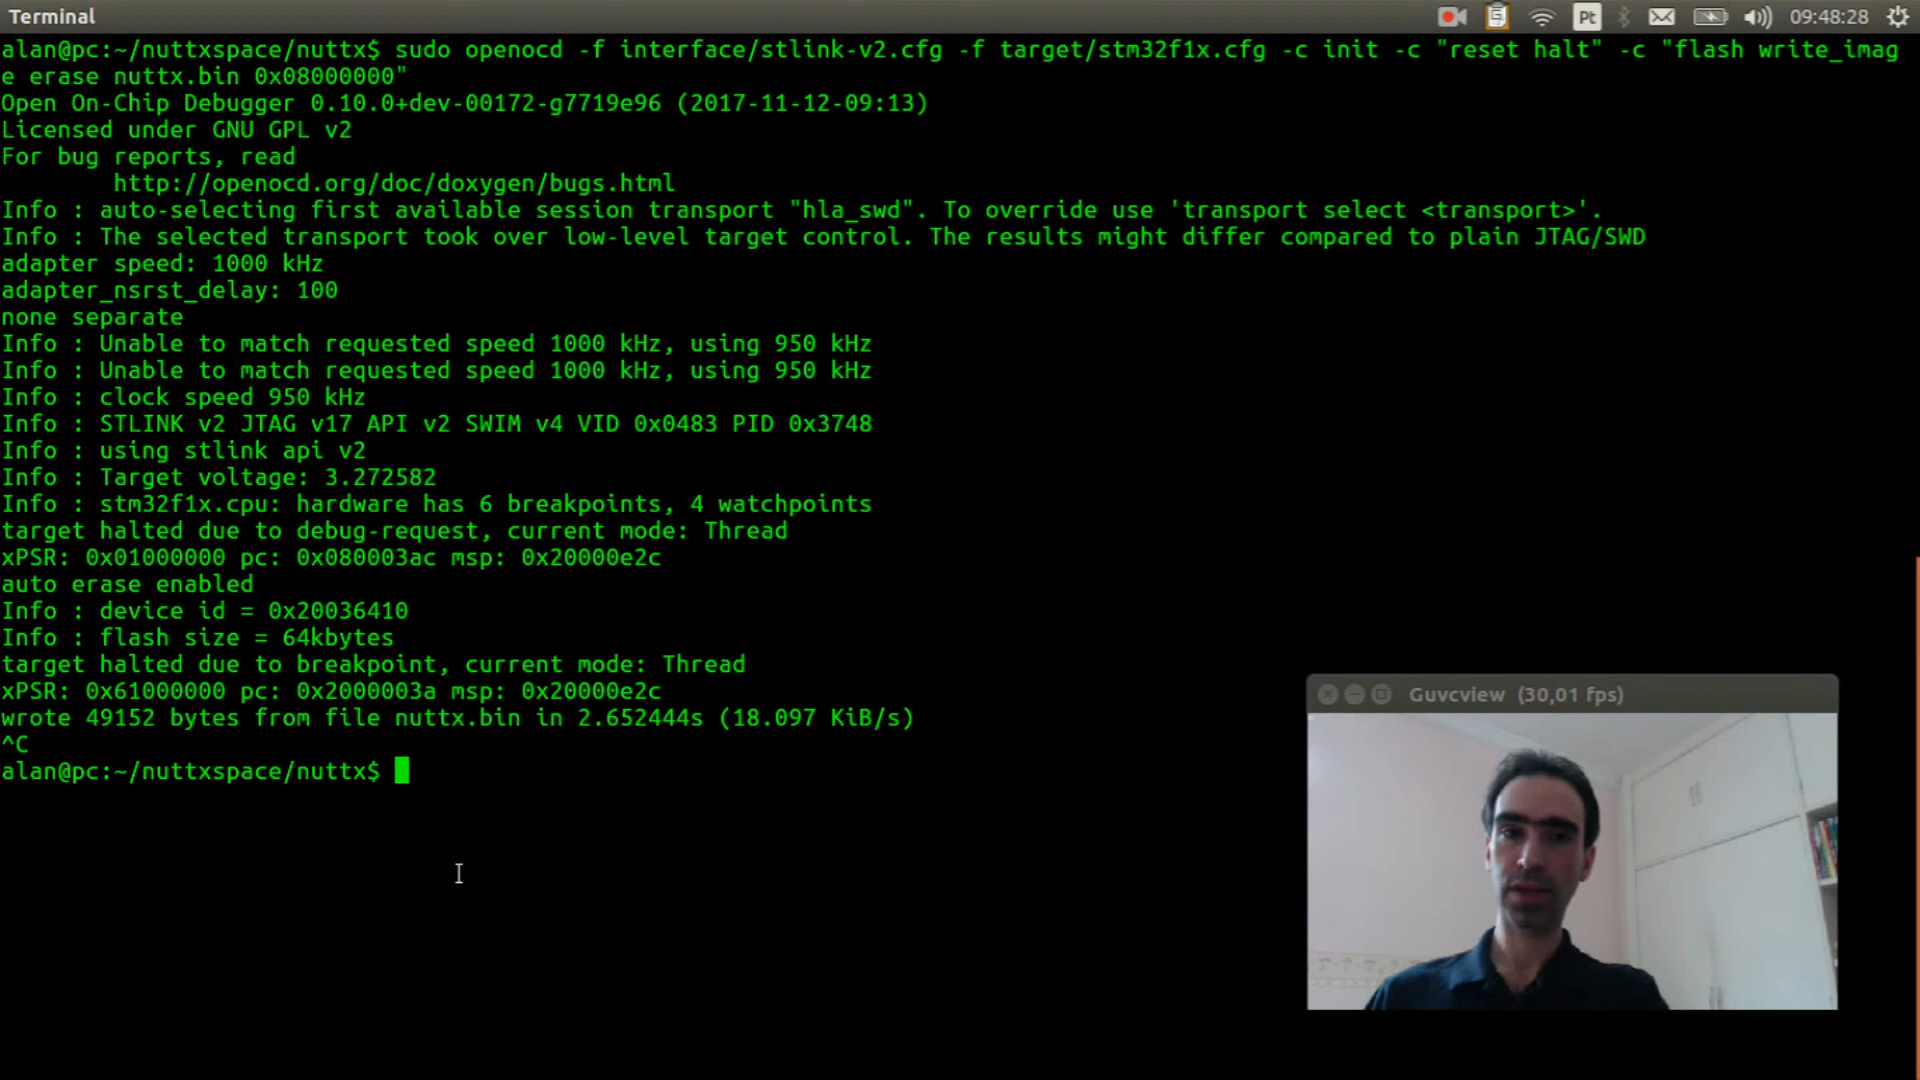 Terminal
Pt
09:48:28
alan@pc:~/nuttxspace/nuttx$ sudo openocd -f interface/stlink-v2.cfg -f target/stm32f1x.cfg -c init -c "reset halt" -c "flash write_imag
e erase nuttx.bin 0x08000000"
Open On-Chip Debugger 0.10.0+dev-00172-g7719e96 (2017-11-12-09:13)
Licensed under GNU GPL v2
For bug reports, read
http://openocd.org/doc/doxygen/bugs.html
Info : auto-selecting first available session transport "hla_swd". To override use 'transport select <transport>'.
Info : The selected transport took over low-level target control. The results might differ compared to plain JTAG/SWD
adapter speed: 1000 kHz
adapter_nsrst_delay: 100
none separate
Info : Unable to match requested speed 1000 kHz, using 950 kHz
Info : Unable to match requested speed 1000 kHz, using 950 kHz
Info : clock speed 950 kHz
Info : STLINK v2 JTAG v17 API v2 SWIM v4 VID 0x0483 PID 0x3748
Info : using stlink api v2
Info : Target voltage: 3.272582
Info : stm32f1x.cpu: hardware has 6 breakpoints, 4 watchpoints
target halted due to debug-request, current mode: Thread
xPSR: 0x01000000 pc: 0x080003ac msp: 0x20000e2c
auto erase enabled
Info : device id = 0x20036410
Info : flash size = 64kbytes
target halted due to breakpoint, current mode: Thread
xPSR: 0x61000000 pc: 0x2000003a msp: 0x20000e2c
wrote 49152 bytes from file nuttx.bin in 2.652444s (18.097 KiB/s)
^C
alan@pc:~/nuttxspace/nuttx$
Guvcview (30,01 fps)